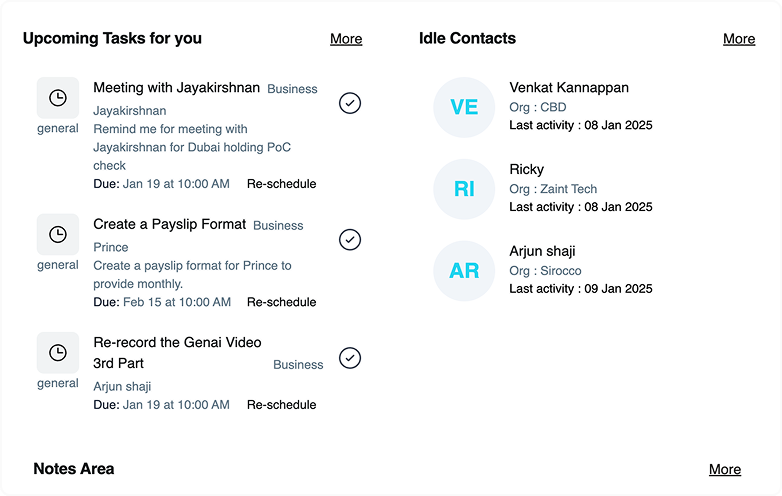 Upcoming Tasks for you
More
Meeting with Jayakirshnan Business
general
Jayakirshnan
Remind me for meeting with
Jayakirshnan for Dubai holding PoC
check
Due: Jan 19 at 10:00 AM Re-schedule
Create a Payslip Format Business
general
Prince
Create a payslip format for Prince to
provide monthly.
Due: Feb 15 at 10:00 AM Re-schedule
Re-record the Genai Video
3rd Part Business
general
Arjun shaji
Due: Jan 19 at 10:00 AM Re-schedule
Idle Contacts
More
VE
Venkat Kannappan
Org : CBD
Last activity : 08 Jan 2025
RI
Ricky
Org : Zaint Tech
Last activity : 08 Jan 2025
AR
Arjun shaji
Org : Sirocco
Last activity : 09 Jan 2025
Notes Area
More